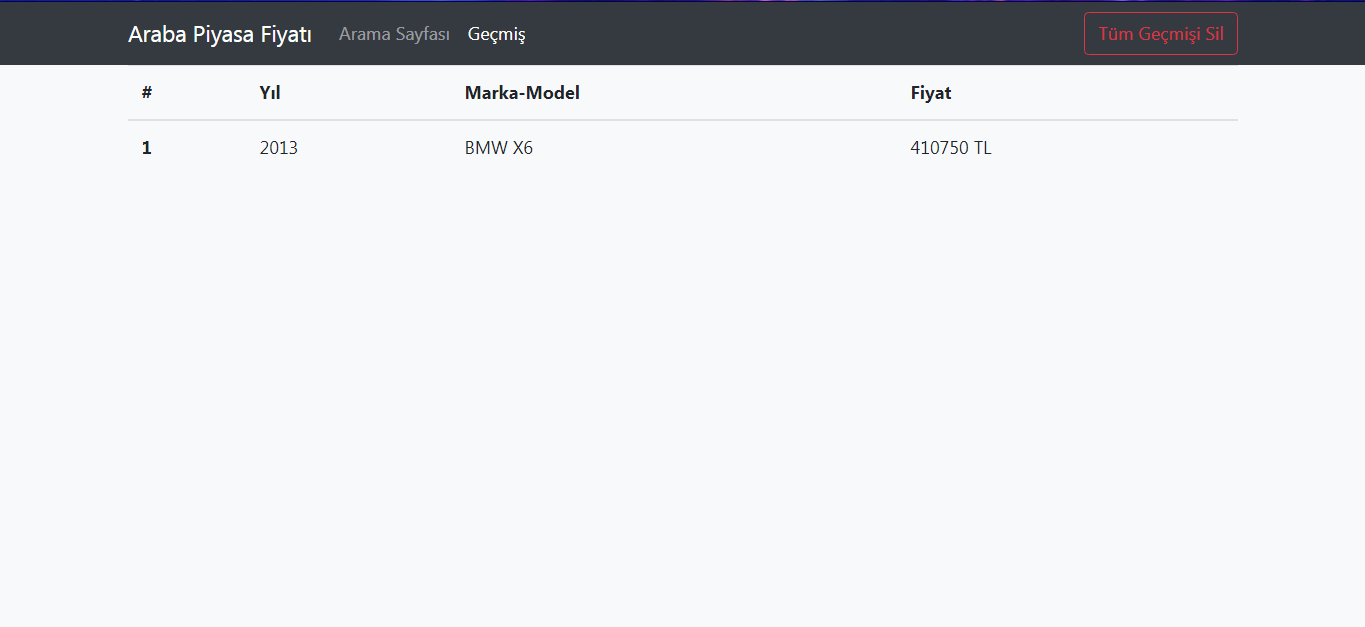 Araba Piyasa Fiyatı Arama Sayfası Geçmiş Tüm Geçmişi Sil
# Yıl Marka-Model Fiyat
1 2013 BMW X6 410750 TL